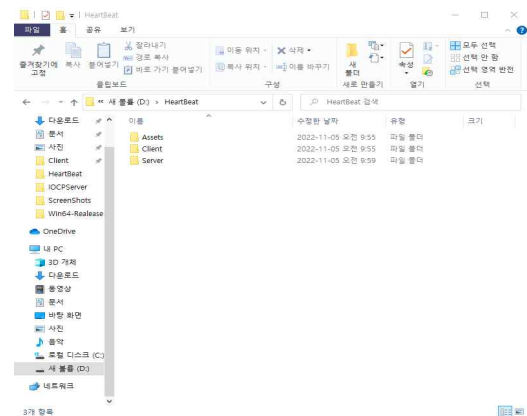 HeartBeat
파일 홈 공유 보기
즐겨찾기에 고정
복사
붙여넣기
잘라내기
경로 복사
바로 가기 붙여넣기
이동 위치
복사 위치
삭제
이름 바꾸기
새 폴더
속성
모두 선택
선택 안 함
선택 영역 반전
클립보드 구성 새로 만들기 열기 선택
« 새 볼륨 (D:) › HeartBeat
HeartBeat 검색
이름 수정한 날짜 유형 크기
Assets 2022-11-05 오전 9:55 파일 폴더
Client 2022-11-05 오전 9:55 파일 폴더
Server 2022-11-05 오전 9:59 파일 폴더
다운로드
문서
사진
Client
HeartBeat
IOCPServer
ScreenShots
Win64-Realease
OneDrive
내 PC
3D 개체
다운로드
동영상
문서
바탕 화면
사진
음악
로컬 디스크 (C:)
새 볼륨 (D:)
네트워크
3개 항목